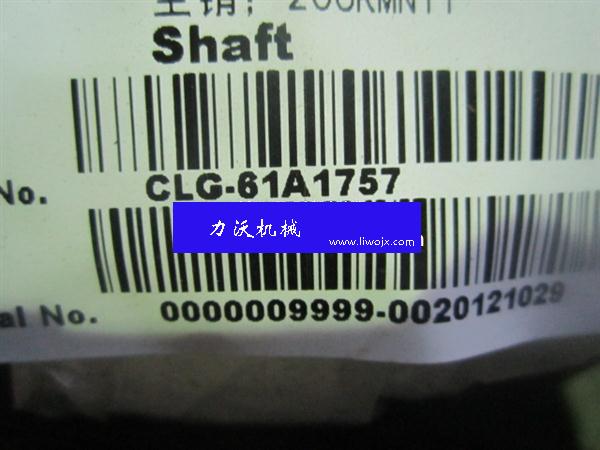 Shaft
No.
CLG-61A1757
力沃机械
www.liwojx.com
al No.
0000009999-0020121029